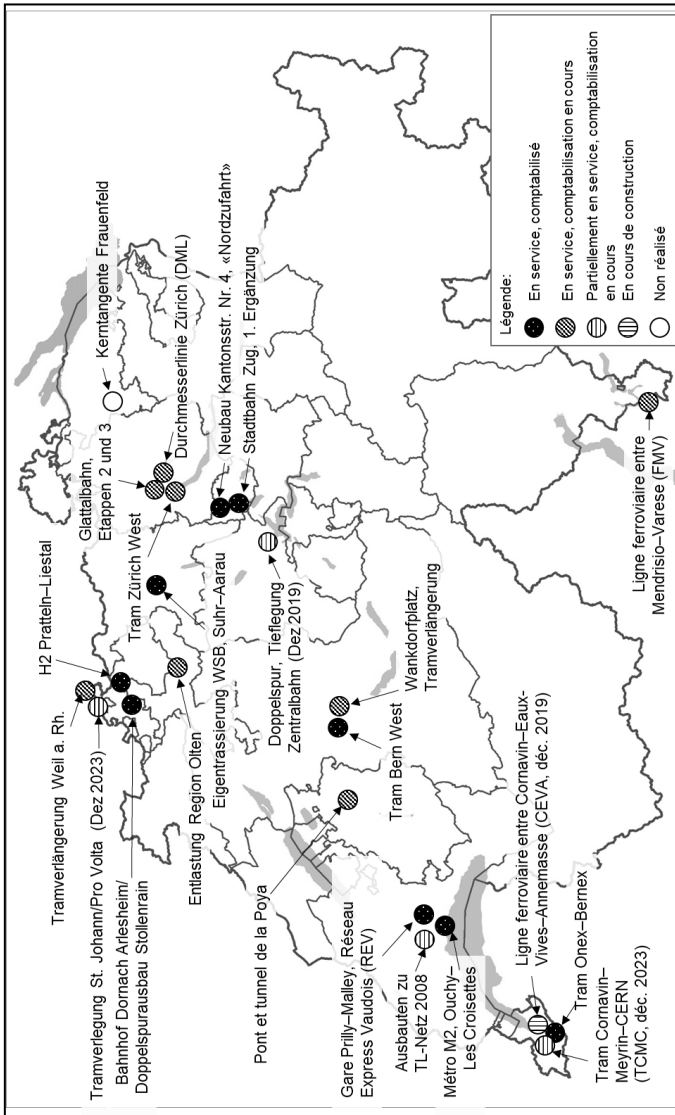 Tramverlängerung Weil a. Rh.
Tramverlegung St. Johann/Pro Volta (Dez 2023)
Bahnhof Dornach Arlesheim/
Doppelspurausbau Stollenrain
H2 Pratteln–Liestal
Glattalbahn,
Etappen 2 und 3
Kerntangente Frauenfeld
Durchmesserlinie Zürich (DML)
Tram Zürich West
Neubau Kantonsstr. Nr. 4, «Nordzufahrt»
Stadtbahn Zug, 1. Ergänzung
Entlastung Region Olten
Eigentrassierung WSB, Suhr–Aarau
Doppelspur, Tieflegung
Zentralbahn (Dez 2019)
Pont et tunnel de la Poya
Tram Bern West
Wankdorfplatz,
Tramverlängerung
Gare Prilly–Malley, Réseau
Express Vaudois (REV)
Ausbauten zu
TL-Netz 2008
Métro M2, Ouchy–
Les Croisettes
Ligne ferroviaire entre Cornavin–Eaux-
Vives–Annemasse (CEVA, déc. 2019)
Tram Onex–Bernex
Tram Cornavin–
Meyrin–CERN
(TCMC, déc. 2023)
Ligne ferroviaire entre
Mendrisio–Varese (FMV)
Légende:
En service, comptabilisé
En service, comptabilisation en cours
Partiellement en service, comptabilisation
en cours
En cours de construction
Non réalisé